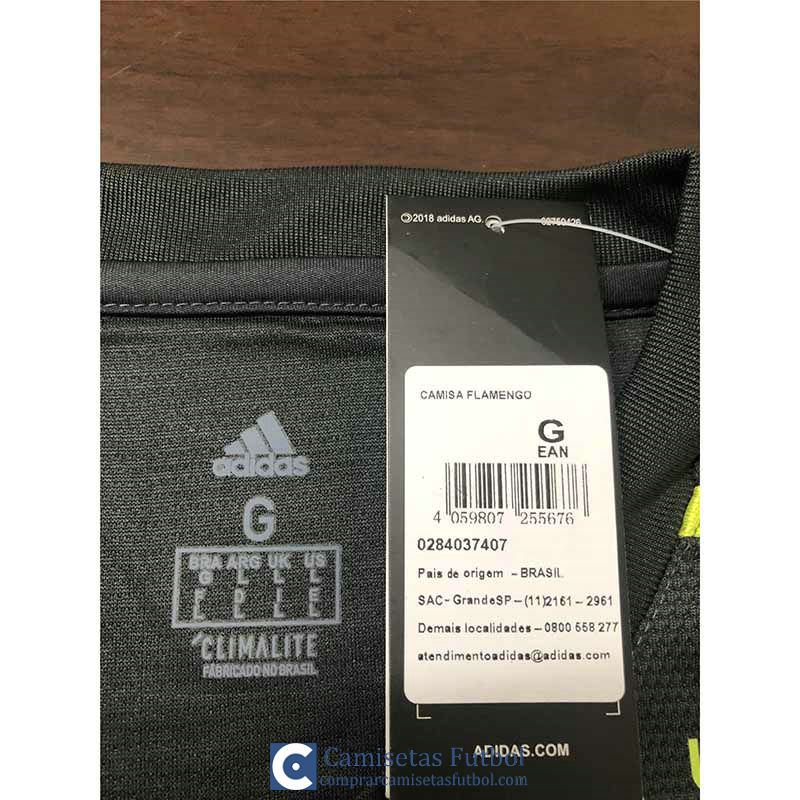 ©2018 adidas AG.
02750426
CAMISA FLAMENGO
G
EAN
4 059807 255676
0284037407
Pais de origem – BRASIL
SAC–GrandeSP–(11)2161 – 2961
Demais localidades – 0800 558 277
atendimentoadidas@adidas.com
ADIDAS.COM
adidas
G
BRA ARG UK US
G L L L
F D I E
L L L L
CLIMALITE
FABRICADO NO BRASIL
C Camisetas Futbol
comprarcamisetasfutbol.com